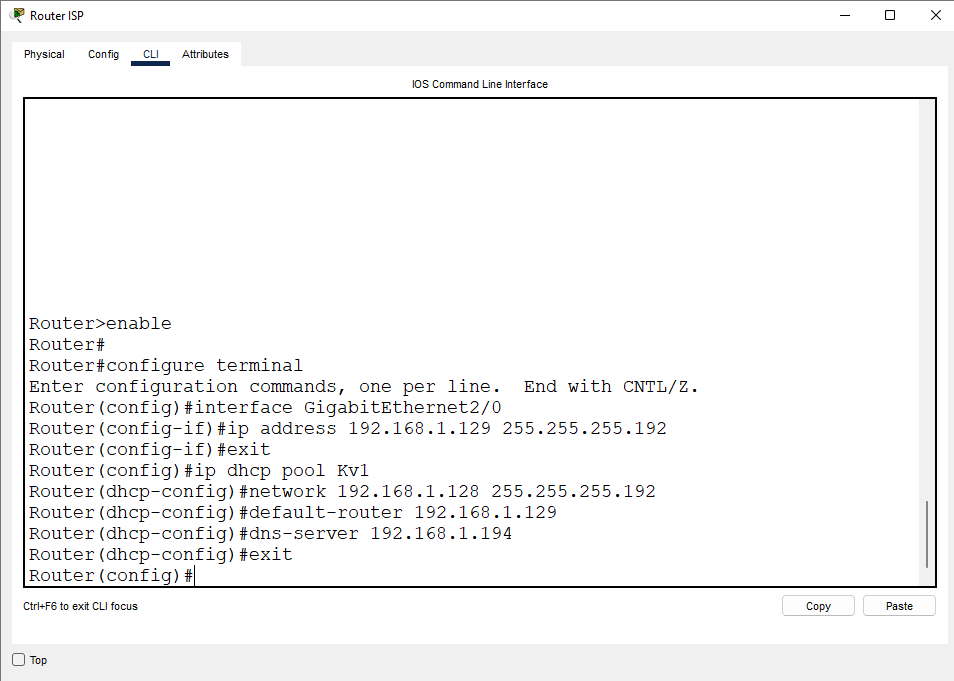 Router ISP
Physical Config CLI Attributes
IOS Command Line Interface
Router>enable
Router#
Router#configure terminal
Enter configuration commands, one per line.  End with CNTL/Z.
Router(config)#interface GigabitEthernet2/0
Router(config-if)#ip address 192.168.1.129 255.255.255.192
Router(config-if)#exit
Router(config)#ip dhcp pool Kv1
Router(dhcp-config)#network 192.168.1.128 255.255.255.192
Router(dhcp-config)#default-router 192.168.1.129
Router(dhcp-config)#dns-server 192.168.1.194
Router(dhcp-config)#exit
Router(config)#
Ctrl+F6 to exit CLI focus
Copy Paste
Top